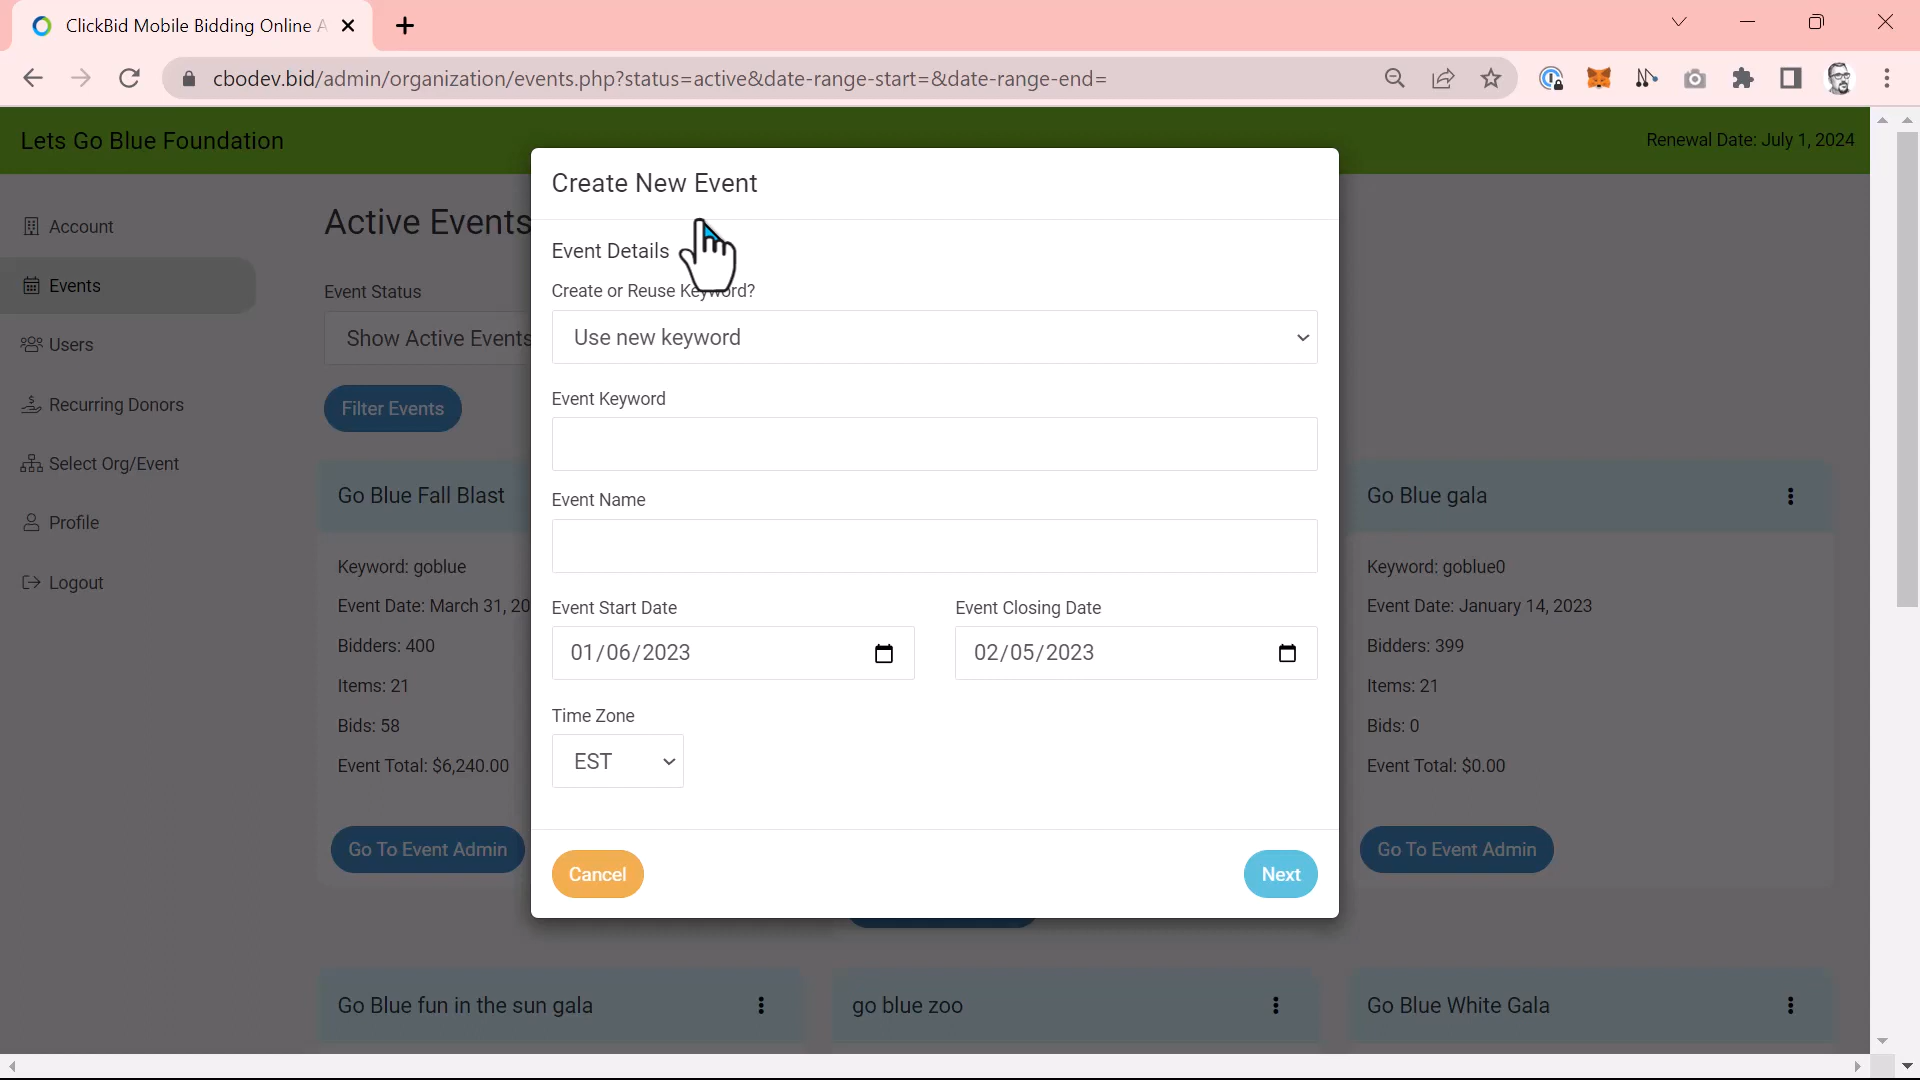 ClickBid Mobile Bidding Online A
cbodev.bid/admin/organization/events.php?status=active&date-range-start=&date-range-end=
Lets Go Blue Foundation
Renewal Date: July 1, 2024
Account
Events
Users
Recurring Donors
Select Org/Event
Profile
Logout
Active Events
Event Status
Show Active Events
Filter Events
Create New Event
Event Details
Create or Reuse Keyword?
Use new keyword
Event Keyword
Event Name
Event Start Date
Event Closing Date
01/06/2023
02/05/2023
Time Zone
EST
Cancel
Next
Go Blue Fall Blast
Keyword: goblue
Event Date: March 31, 20
Bidders: 400
Items: 21
Bids: 58
Event Total: $6,240.00
Go To Event Admin
Go Blue gala
Keyword: goblue0
Event Date: January 14, 2023
Bidders: 399
Items: 21
Bids: 0
Event Total: $0.00
Go To Event Admin
Go Blue fun in the sun gala
go blue zoo
Go Blue White Gala